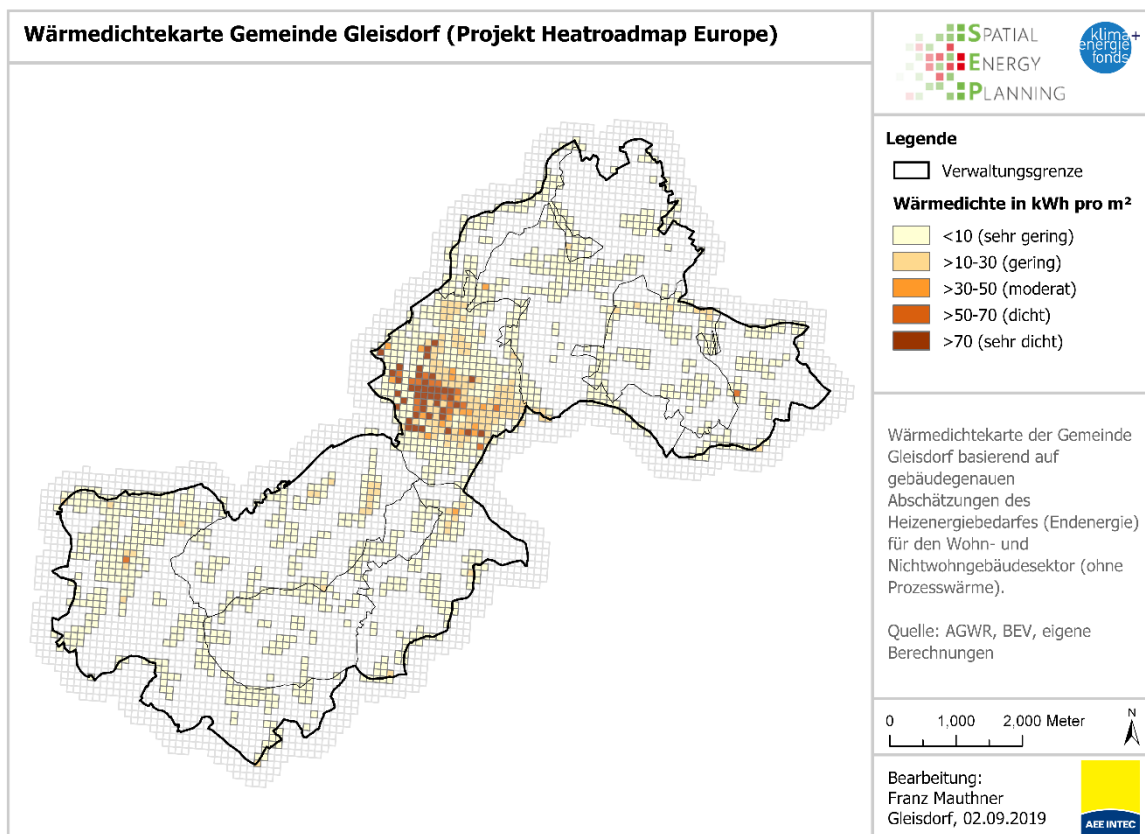 Wärmedichtekarte Gemeinde Gleisdorf (Projekt Heatroadmap Europe)
SPATIAL
ENERGY
PLANNING
klima+
energie
fonds
Legende
Verwaltungsgrenze
Wärmedichte in kWh pro m²
<10 (sehr gering)
>10-30 (gering)
>30-50 (moderat)
>50-70 (dicht)
>70 (sehr dicht)
Wärmedichtekarte der Gemeinde
Gleisdorf basierend auf
gebäudegenauen
Abschätzungen des
Heizenergiebedarfes (Endenergie)
für den Wohn- und
Nichtwohngebäudesektor (ohne
Prozesswärme).
Quelle: AGWR, BEV, eigene
Berechnungen
0 1,000 2,000 Meter
N
Bearbeitung:
Franz Mauthner
Gleisdorf, 02.09.2019
AEE INTEC